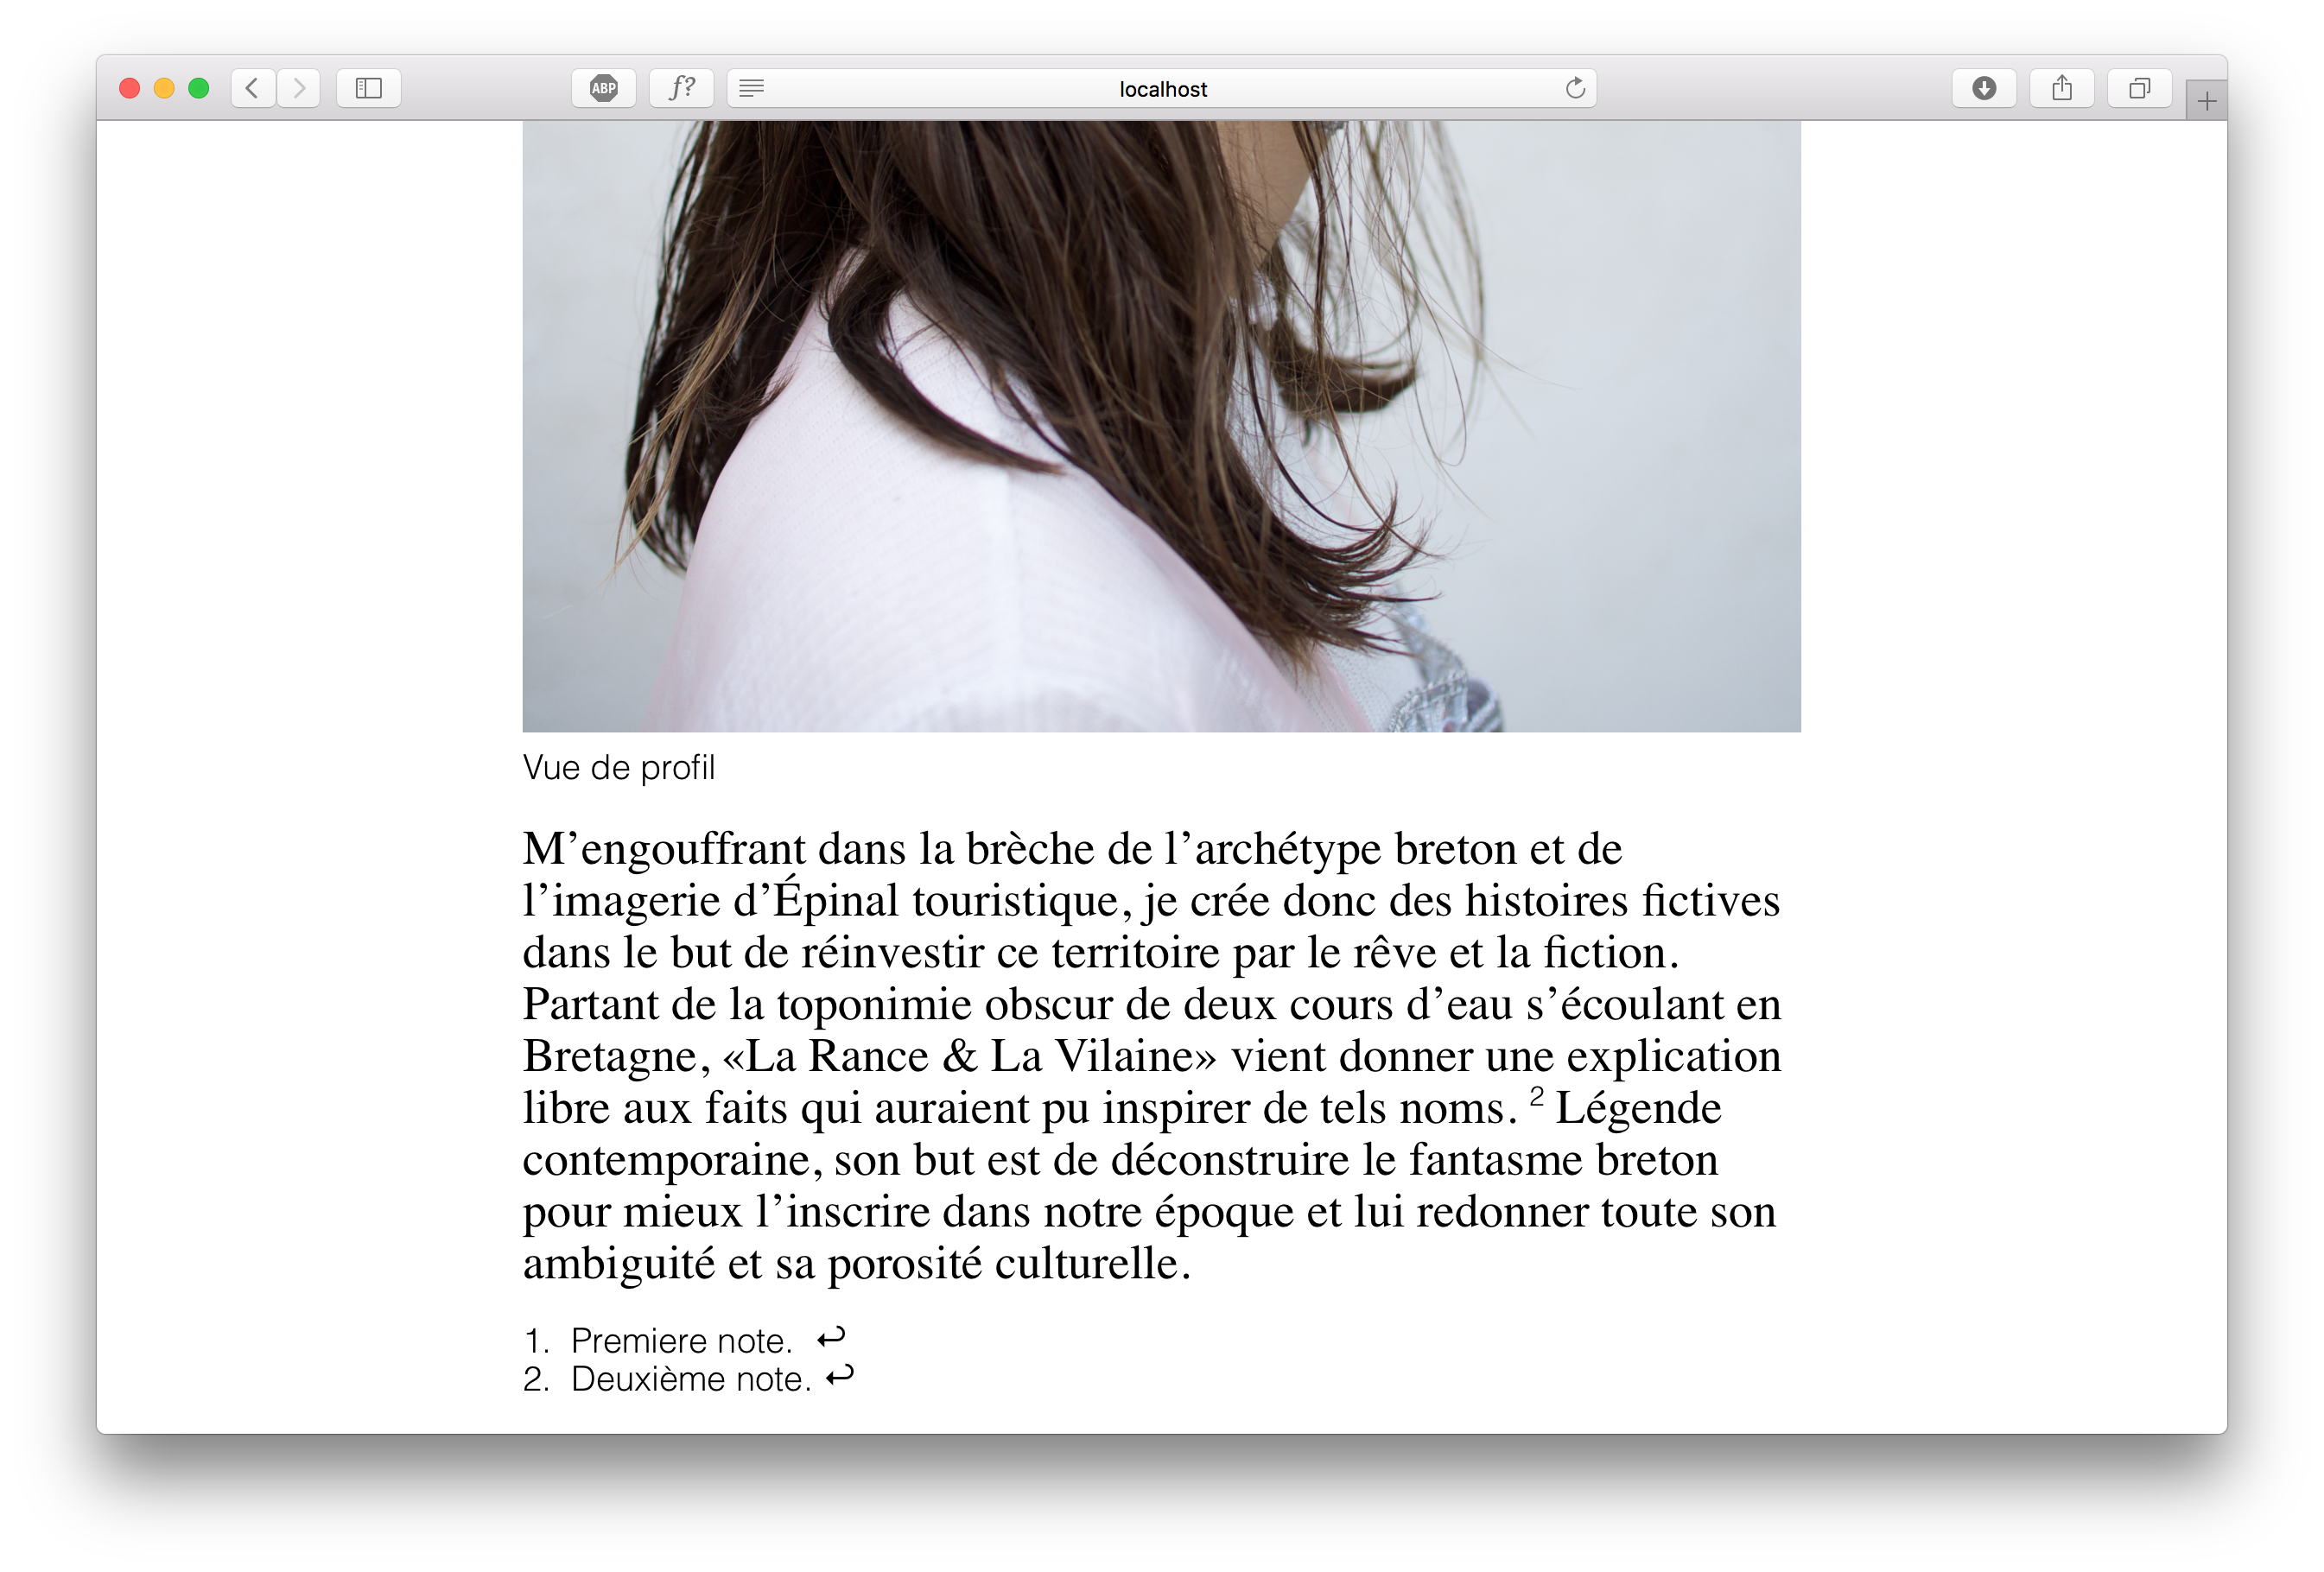 ABP
f?
localhost
Vue de profil
M’engouffrant dans la brèche de l’archétype breton et de
l’imagerie d’Épinal touristique, je crée donc des histoires fictives
dans le but de réinvestir ce territoire par le rêve et la fiction.
Partant de la toponimie obscur de deux cours d’eau s’écoulant en
Bretagne, «La Rance & La Vilaine» vient donner une explication
libre aux faits qui auraient pu inspirer de tels noms. 2 Légende
contemporaine, son but est de déconstruire le fantasme breton
pour mieux l’inscrire dans notre époque et lui redonner toute son
ambiguité et sa porosité culturelle.
1. Premiere note. ↩
2. Deuxième note. ↩